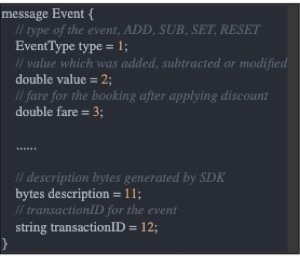 message Event {
// type of the event, ADD, SUB, SET, RESET
EventType type = 1;
// value which was added, subtracted or modified
double value = 2;
// fare for the booking after applying discount
double fare = 3;
......
// description bytes generated by SDK
bytes description = 11;
// transactionID for the event
string transactionID = 12;
}